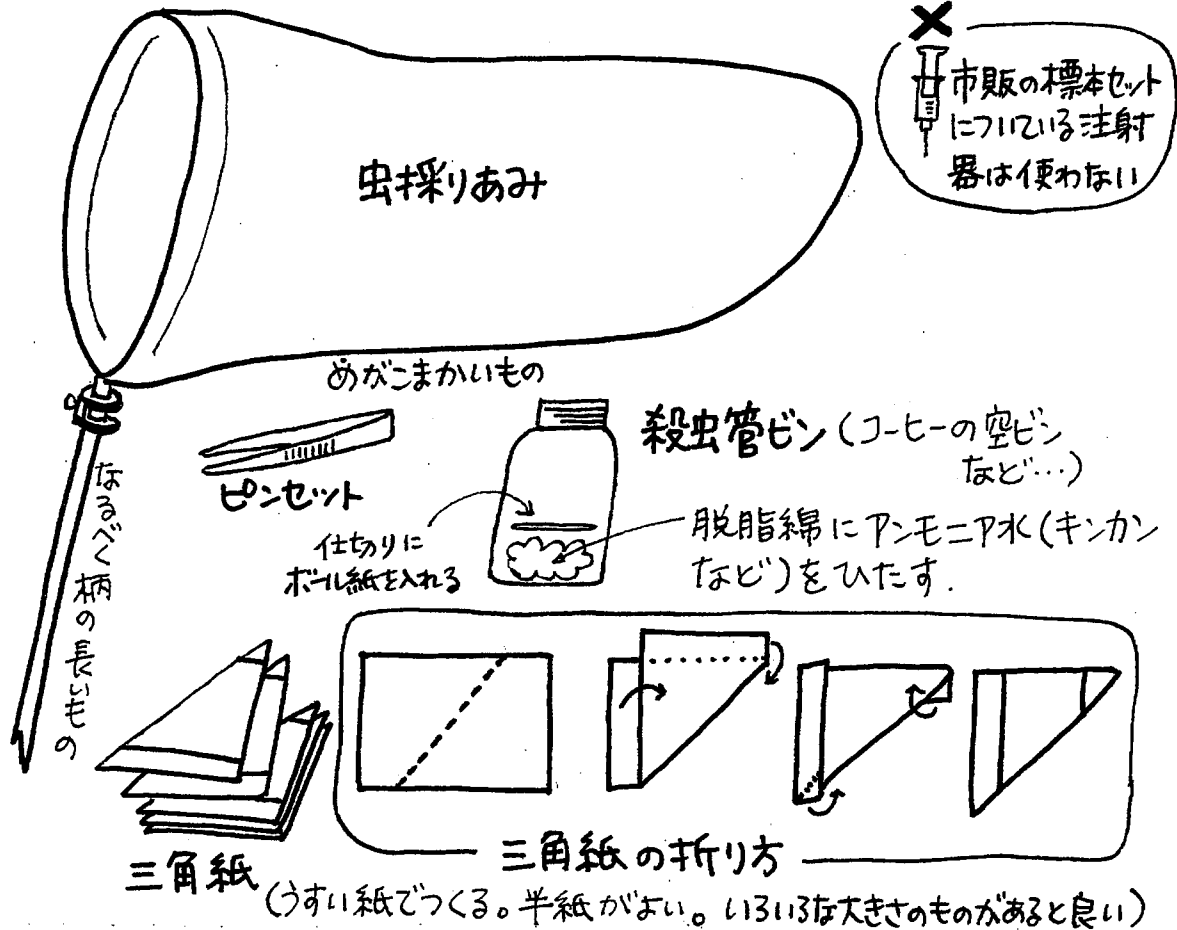 市販の標本セット
についている注射
器は使わない
虫採りあみ
めがこまかいもの
なるべく柄の長いもの
ピンセット
殺虫管ビン(コーヒーの空ビン
など…)
仕切りに
ボール紙を入れる
脱脂綿にアンモニア水(キンカン
など)をひたす.
三角紙
三角紙の折り方
(うすい紙でつくる。半紙がよい。いろいろな大きさのものがあると良い)